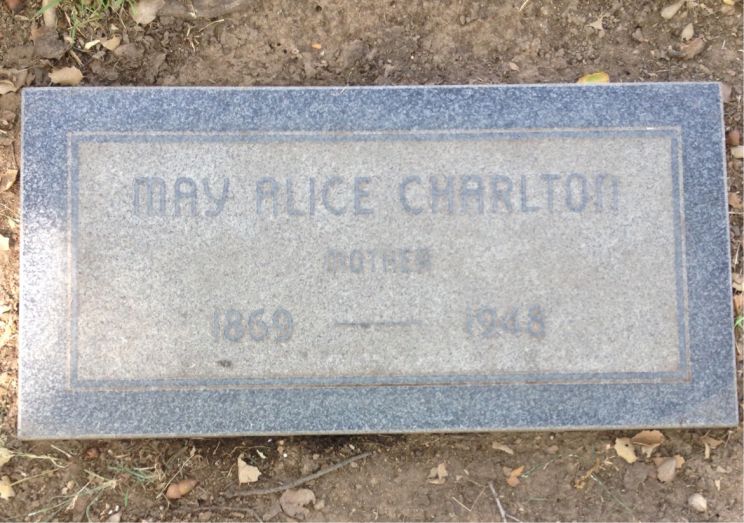 MAY ALICE CHARLTON
MOTHER
1869 — 1948